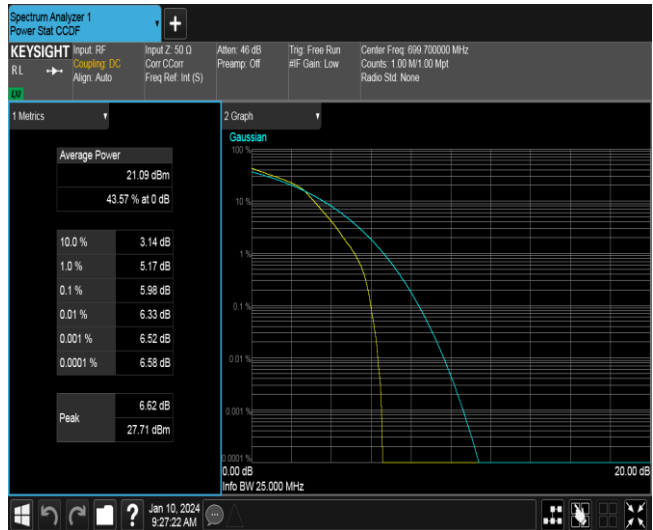 Spectrum Analyzer 1
Power Stat CCDF
+
KEYSIGHT
RL
LXI
Input: RF
Coupling: DC
Align: Auto
Input Z: 50 Ω
Corr CCorr
Freq Ref: Int (S)
Atten: 46 dB
Preamp: Off
Trig: Free Run
#IF Gain: Low
Center Freq: 699.700000 MHz
Counts: 1.00 M/1.00 Mpt
Radio Std: None
1 Metrics
Average Power
21.09 dBm
43.57 % at 0 dB
10.0 % 3.14 dB
1.0 % 5.17 dB
0.1 % 5.98 dB
0.01 % 6.33 dB
0.001 % 6.52 dB
0.0001 % 6.58 dB
Peak
6.62 dB
27.71 dBm
2 Graph
Gaussian
100 %
10 %
1 %
0.1 %
0.01 %
0.001 %
0.0001 %
0.00 dB 20.00 dB
Info BW 25.000 MHz
?
Jan 10, 2024
9:27:22 AM